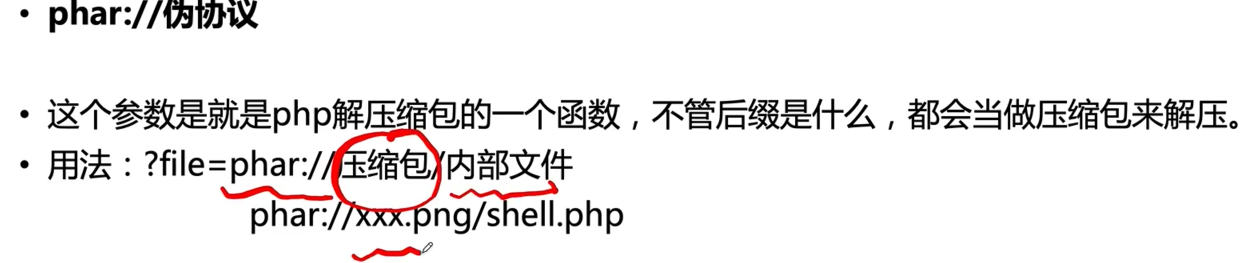 • phar://伪协议
• 这个参数是就是php解压缩包的一个函数，不管后缀是什么，都会当做压缩包来解压。
• 用法：?file=phar://压缩包/内部文件
phar://xxx.png/shell.php